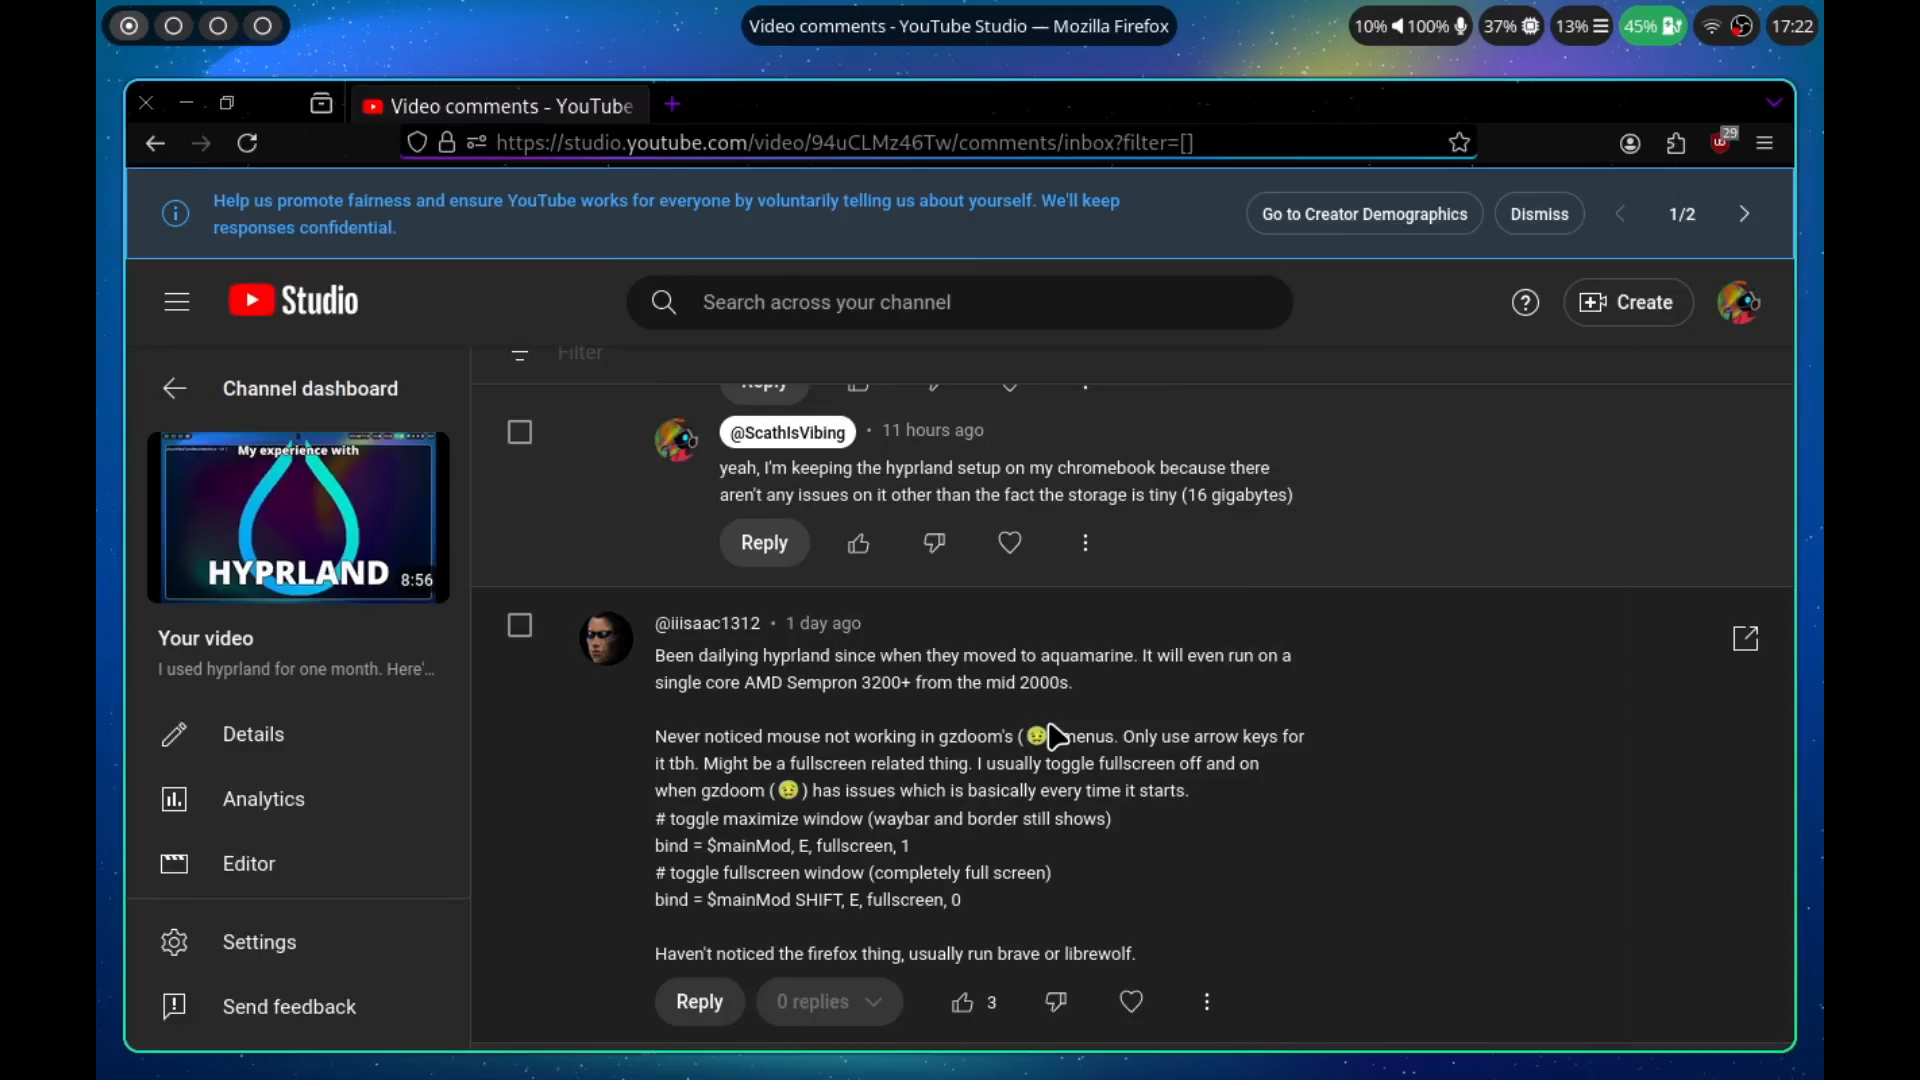 Video comments - YouTube Studio — Mozilla Firefox
10% 100%
37%
13%
45%
17:22
Video comments - YouTube
https://studio.youtube.com/video/94uCLMz46Tw/comments/inbox?filter=[]
29
Help us promote fairness and ensure YouTube works for everyone by voluntarily telling us about yourself. We'll keep
responses confidential.
Go to Creator Demographics
Dismiss
1/2
Studio
Search across your channel
Create
Filter
Channel dashboard
Reply
My experience with
HYPRLAND
8:56
Your video
I used hyprland for one month. Here'...
Details
Analytics
Editor
Settings
Send feedback
@ScathIsVibing • 11 hours ago
yeah, I'm keeping the hyprland setup on my chromebook because there
aren't any issues on it other than the fact the storage is tiny (16 gigabytes)
Reply
@iiisaac1312 • 1 day ago
Been dailying hyprland since when they moved to aquamarine. It will even run on a
single core AMD Sempron 3200+ from the mid 2000s.
Never noticed mouse not working in gzdoom's (🤢 menus. Only use arrow keys for
it tbh. Might be a fullscreen related thing. I usually toggle fullscreen off and on
when gzdoom (🤢) has issues which is basically every time it starts.
# toggle maximize window (waybar and border still shows)
bind = $mainMod, E, fullscreen, 1
# toggle fullscreen window (completely full screen)
bind = $mainMod SHIFT, E, fullscreen, 0
Haven't noticed the firefox thing, usually run brave or librewolf.
Reply
0 replies
3